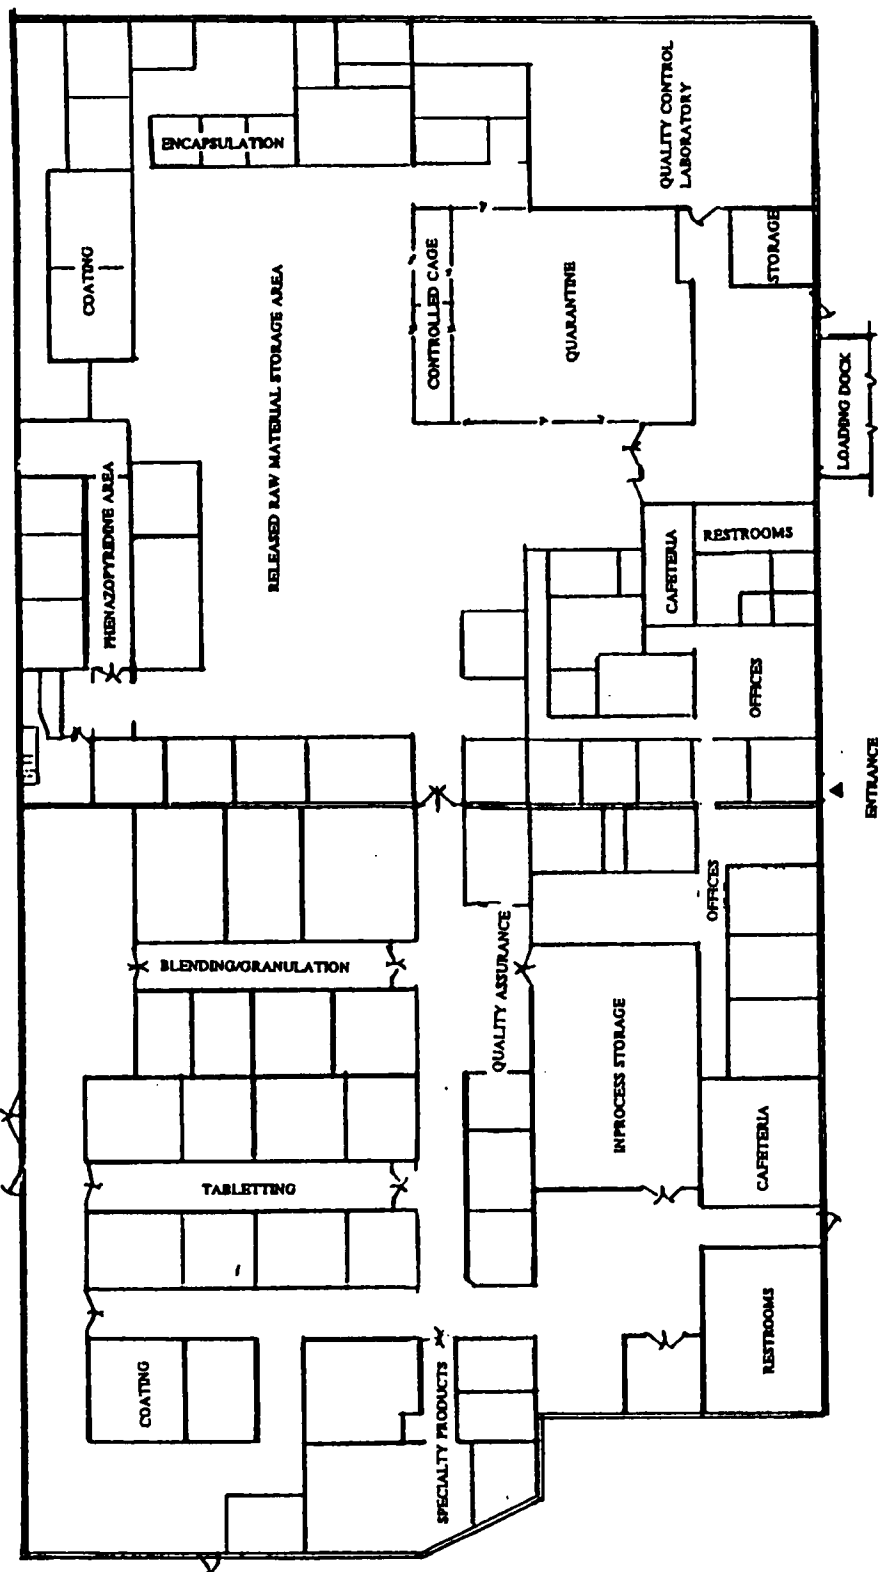 QUALITY CONTROL
LABORATORY
ENCAPSULATION
STORAGE
COATING
CONTROLLED CAGE
QUARANTINE
RELEASED RAW MATERIAL STORAGE AREA
LOADING DOCK
PHENAZOPYRIDINE AREA
RESTROOMS
CAFETERIA
OFFICES
ENTRANCE
OFFICES
BLENDING/GRANULATION
QUALITY ASSURANCE
INPROCESS STORAGE
CAFETERIA
TABLETTING
RESTROOMS
COATING
SPECIALTY PRODUCTS